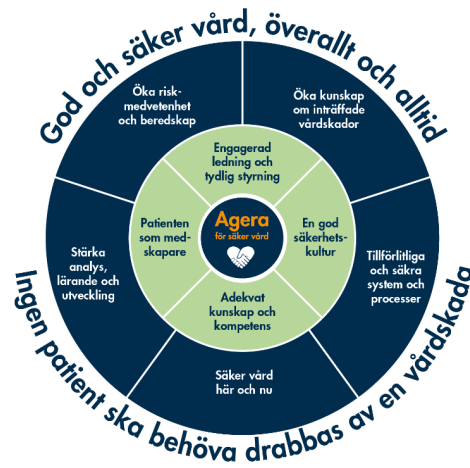 God och säker vård, överallt och alltid
Öka risk-
medvetenhet
och beredskap
Öka kunskap
om inträffade
vårdskador
Engagerad
ledning och
tydlig styrning
Patienten
som med-
skapare
Agera
för säker vård
En god
säkerhets-
kultur
Stärka
analys,
lärande och
utveckling
Tillförlitliga
och säkra
system och
processer
Adekvat
kunskap och
kompetens
Säker vård
här och nu
Ingen patient ska behöva drabbas av en vårdskada